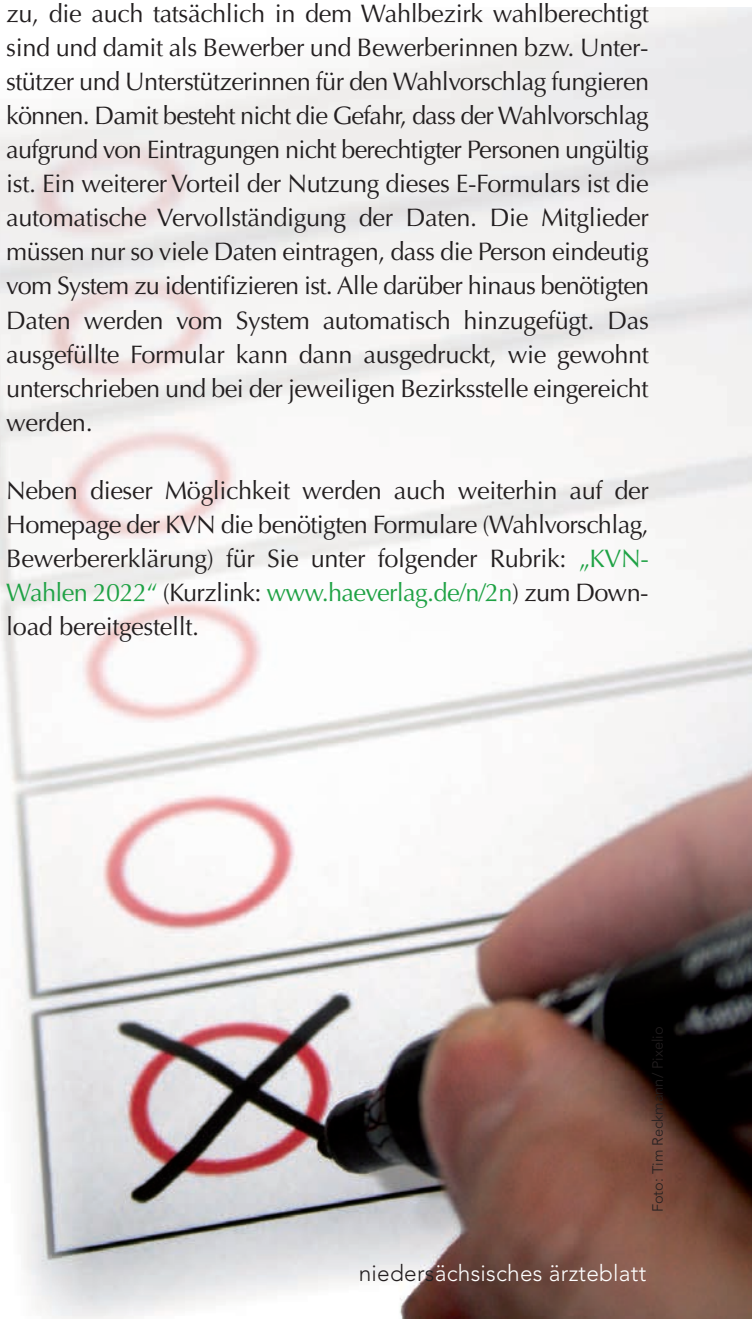 zu, die auch tatsächlich in dem Wahlbezirk wahlberechtigt
sind und damit als Bewerber und Bewerberinnen bzw. Unter-
stützer und Unterstützerinnen für den Wahlvorschlag fungieren
können. Damit besteht nicht die Gefahr, dass der Wahlvorschlag
aufgrund von Eintragungen nicht berechtigter Personen ungültig
ist. Ein weiterer Vorteil der Nutzung dieses E-Formulars ist die
automatische Vervollständigung der Daten. Die Mitglieder
müssen nur so viele Daten eintragen, dass die Person eindeutig
vom System zu identifizieren ist. Alle darüber hinaus benötigten
Daten werden vom System automatisch hinzugefügt. Das
ausgefüllte Formular kann dann ausgedruckt, wie gewohnt
unterschrieben und bei der jeweiligen Bezirksstelle eingereicht
werden.
Neben dieser Möglichkeit werden auch weiterhin auf der
Homepage der KVN die benötigten Formulare (Wahlvorschlag,
Bewerbererklärung) für Sie unter folgender Rubrik: „KVN-
Wahlen 2022“ (Kurzlink: www.haeverlag.de/n/2n) zum Down-
load bereitgestellt.
Foto: Tim Reckmann/ Pixelio
niedersächsisches ärzteblatt